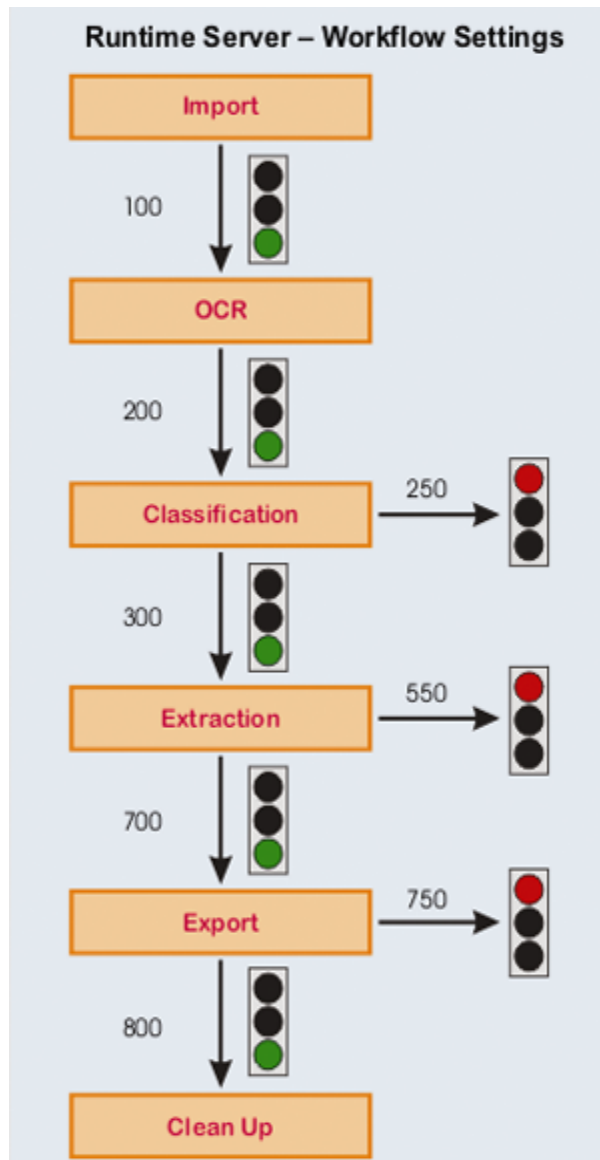 Runtime Server – Workflow Settings
Import
100
OCR
200
Classification
250
300
Extraction
550
700
Export
750
800
Clean Up